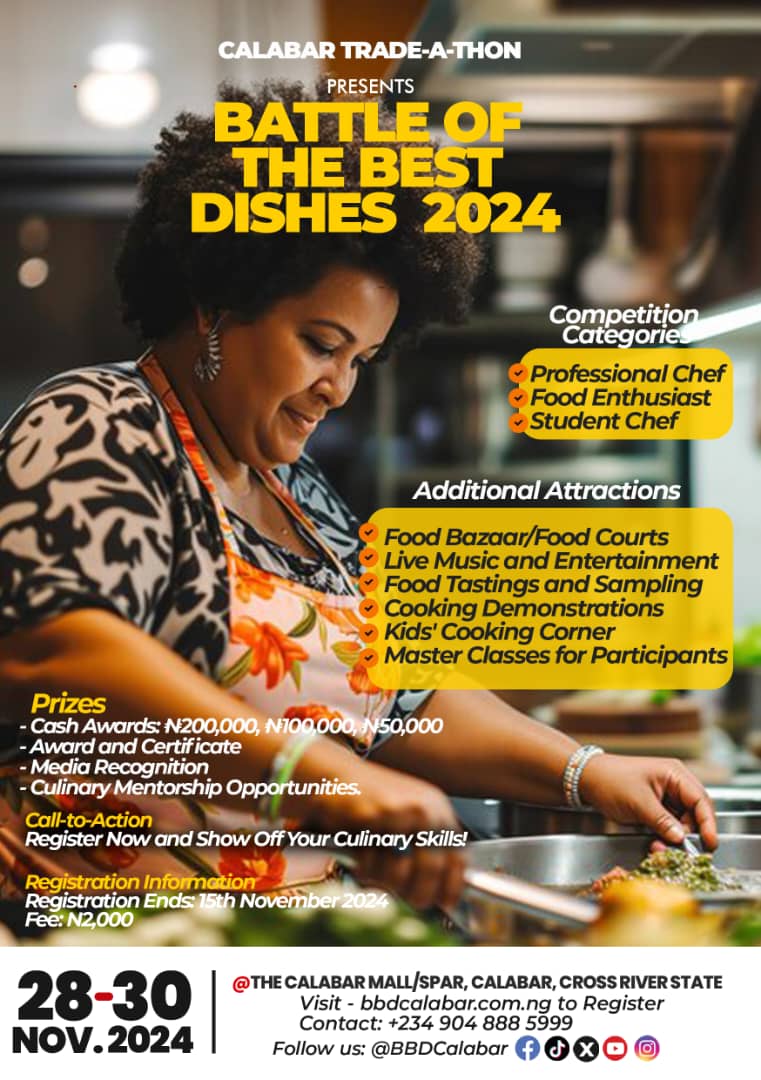 CALABAR TRADE-A-THON
PRESENTS
BATTLE OF
THE BEST
DISHES 2024
Competition
Categories
Professional Chef
Food Enthusiast
Student Chef
Additional Attractions
Food Bazaar/Food Courts
Live Music and Entertainment
Food Tastings and Sampling
Cooking Demonstrations
Kids' Cooking Corner
Master Classes for Participants
Prizes
- Cash Awards: ₦200,000, ₦100,000, ₦50,000
- Award and Certificate
- Media Recognition
- Culinary Mentorship Opportunities.
Call-to-Action
Register Now and Show Off Your Culinary Skills!
Registration Information
Registration Ends: 15th November 2024
Fee: N2,000
28-30
NOV. 2024
@THE CALABAR MALL/SPAR, CALABAR, CROSS RIVER STATE
Visit - bbdcalabar.com.ng to Register
Contact: +234 904 888 5999
Follow us: @BBDCalabar